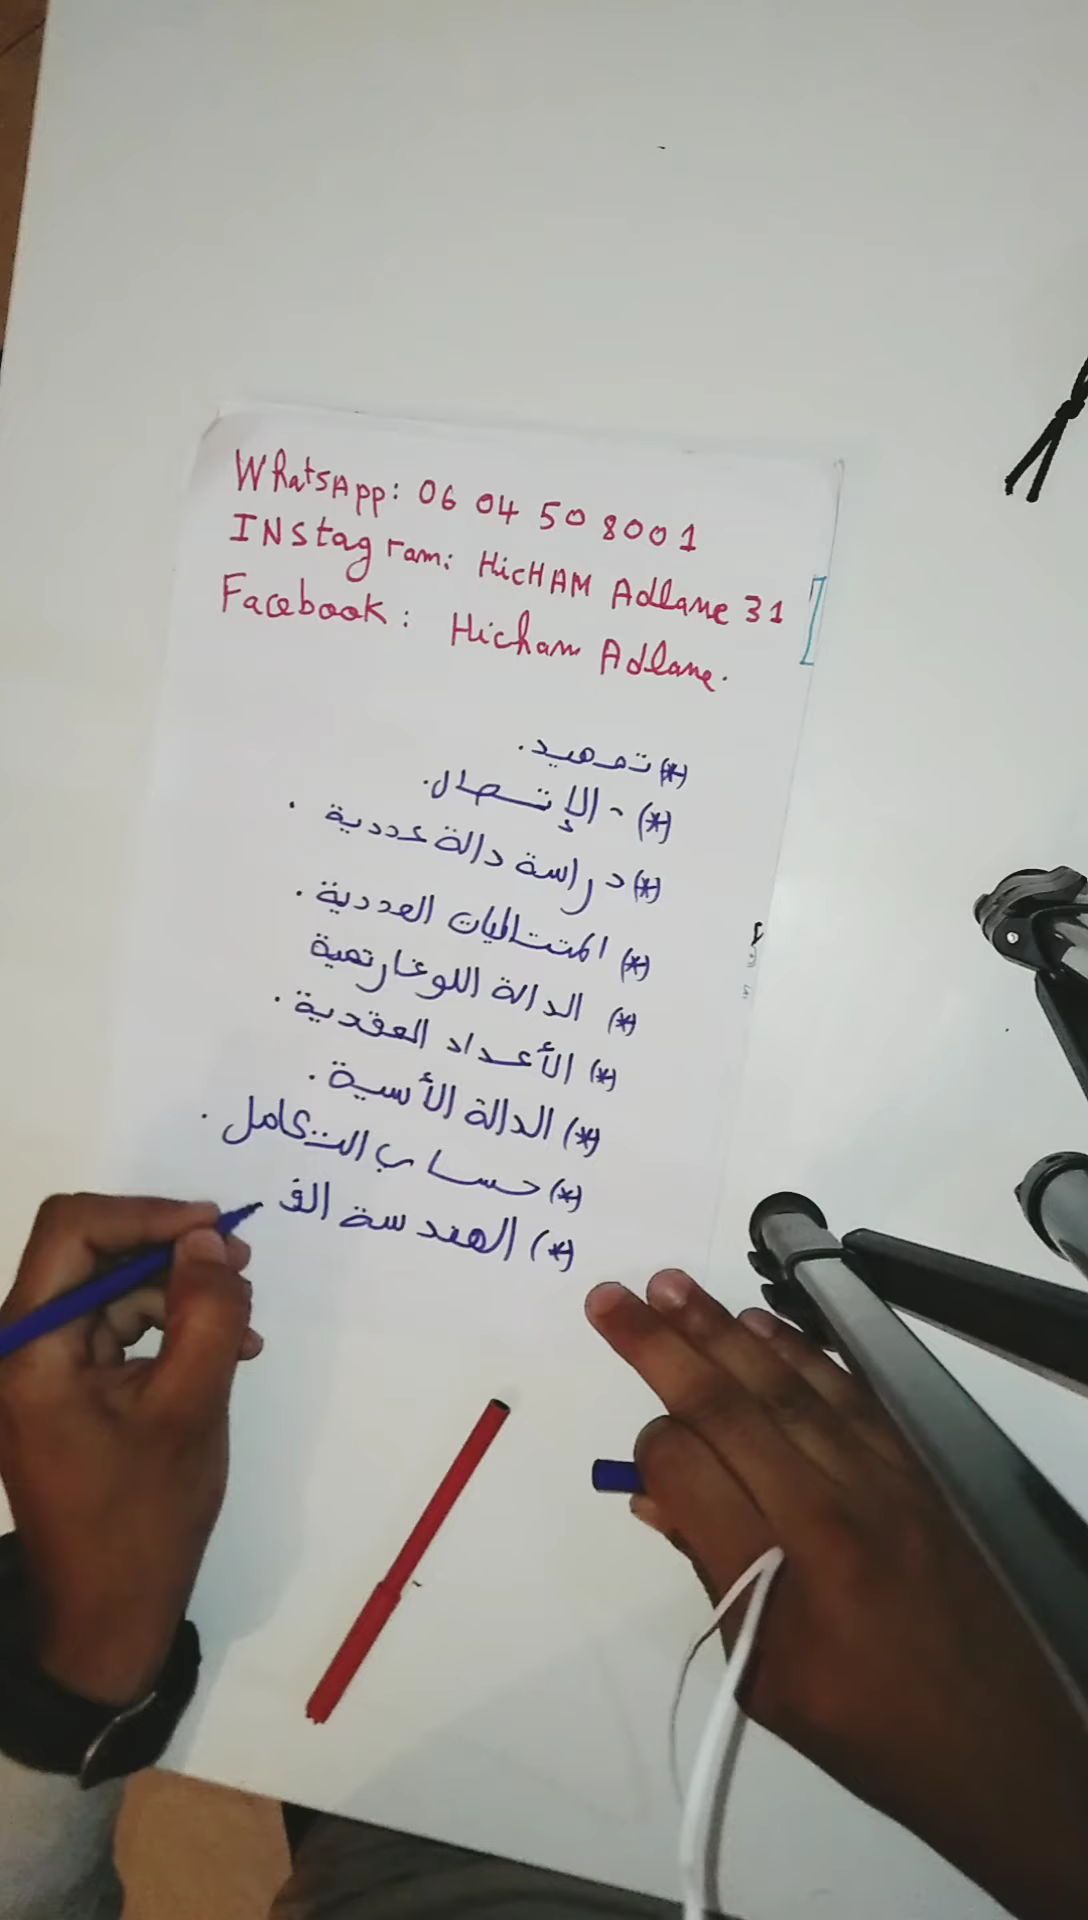 WhatsApp: 06 04 50 8001
INstagram: HicHAM Adlane 31
Facebook: Hicham Adlane.
(*) تمهيد.
(*) - الإتصال.
(*) دراسة دالة عددية.
(*) المتتاليات العددية.
(*) الدالة اللوغارتمية
(*) الأعداد العقدية.
(*) الدالة الأسية.
(*) حساب التكامل.
(*) الهندسة الف